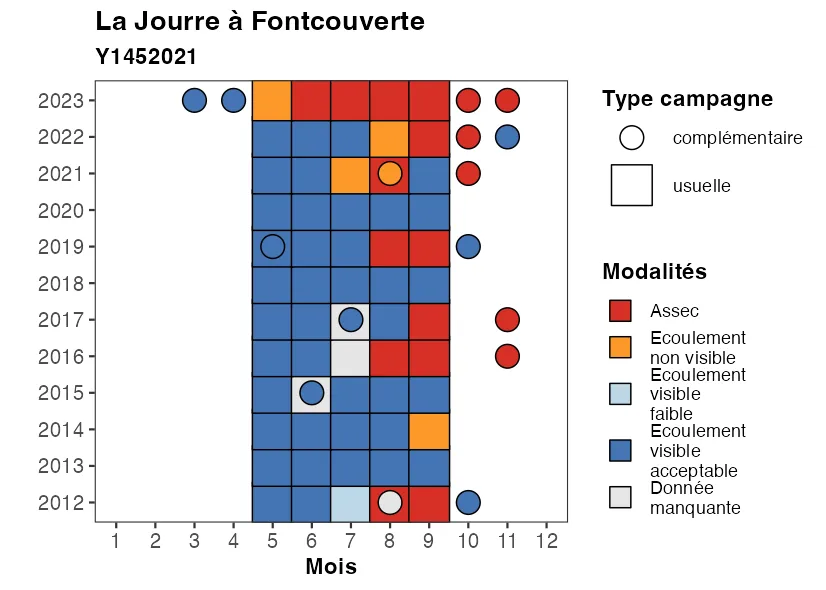 La Jourre à Fontcouverte
Y1452021
2023
2022
2021
2020
2019
2018
2017
2016
2015
2014
2013
2012
1 2 3 4 5 6 7 8 9 10 11 12
Mois
Type campagne
complémentaire
usuelle
Modalités
Assec
Ecoulement
non visible
Ecoulement
visible
faible
Ecoulement
visible
acceptable
Donnée
manquante